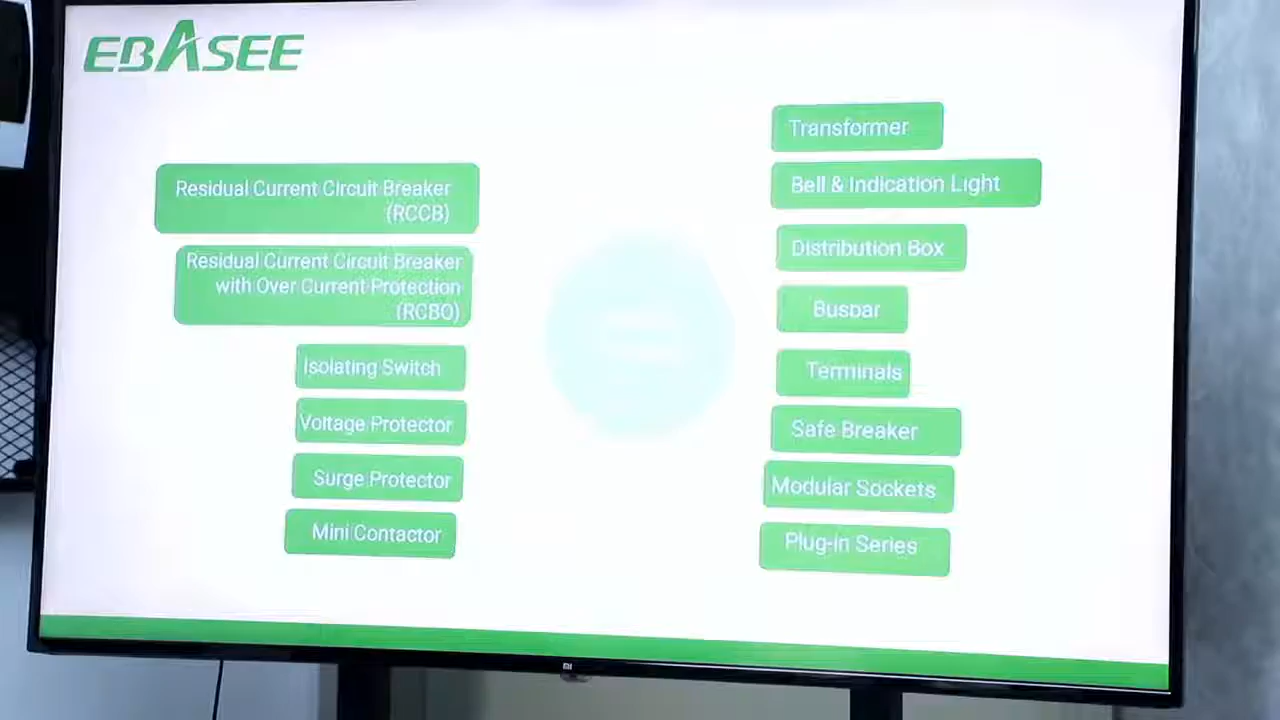 EBASEE
Residual Current Circuit Breaker
(RCCB)
Residual Current Circuit Breaker
with Over Current Protection
(RCBO)
Isolating Switch
Voltage Protector
Surge Protector
Mini Contactor
Transformer
Bell & Indication Light
Distribution Box
Busbar
Terminals
Safe Breaker
Modular Sockets
Plug-in Series
mi